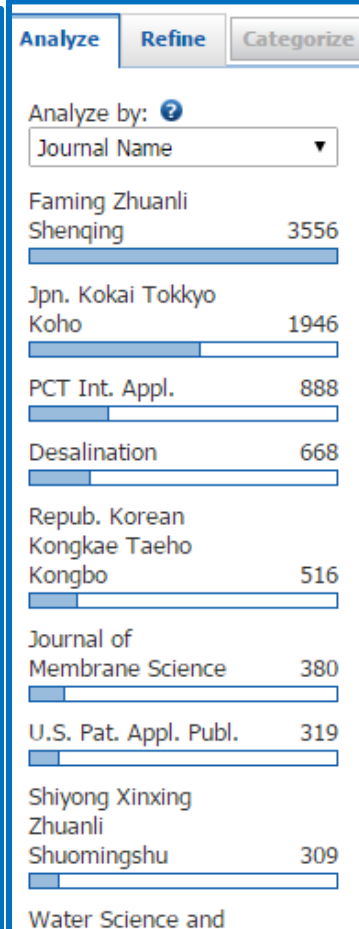 Analyze Refine Categorize
Analyze by: ?
Journal Name
Faming Zhuanli
Shenqing 3556
Jpn. Kokai Tokkyo
Koho 1946
PCT Int. Appl. 888
Desalination 668
Repub. Korean
Kongkae Taeho
Kongbo 516
Journal of
Membrane Science 380
U.S. Pat. Appl. Publ. 319
Shiyong Xinxing
Zhuanli
Shuomingshu 309
Water Science and